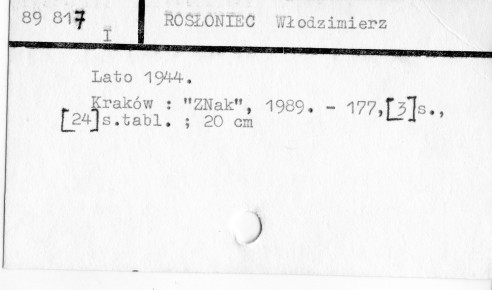 89 817
I
ROSŁONIEC Włodzimierz
Lato 1944.
Kraków : "ZNak", 1989. - 177,[3]s.,
[24]s.tabl. ; 20 cm